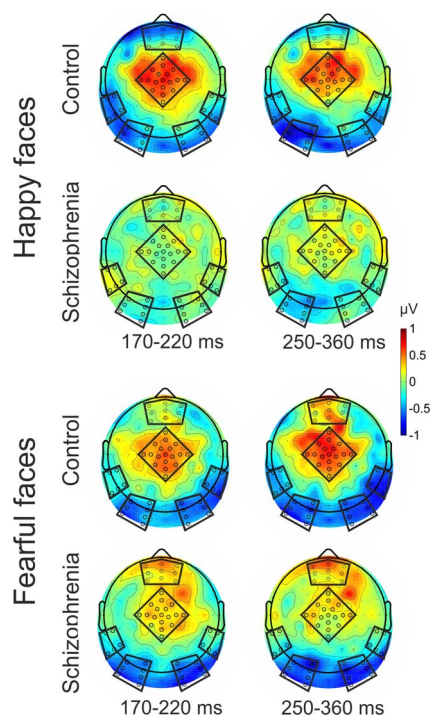 Happy faces
Control
Schizophrenia
170-220 ms
250-360 ms
µV
1
0.5
0
-0.5
-1
Fearful faces
Control
Schizophrenia
170-220 ms
250-360 ms